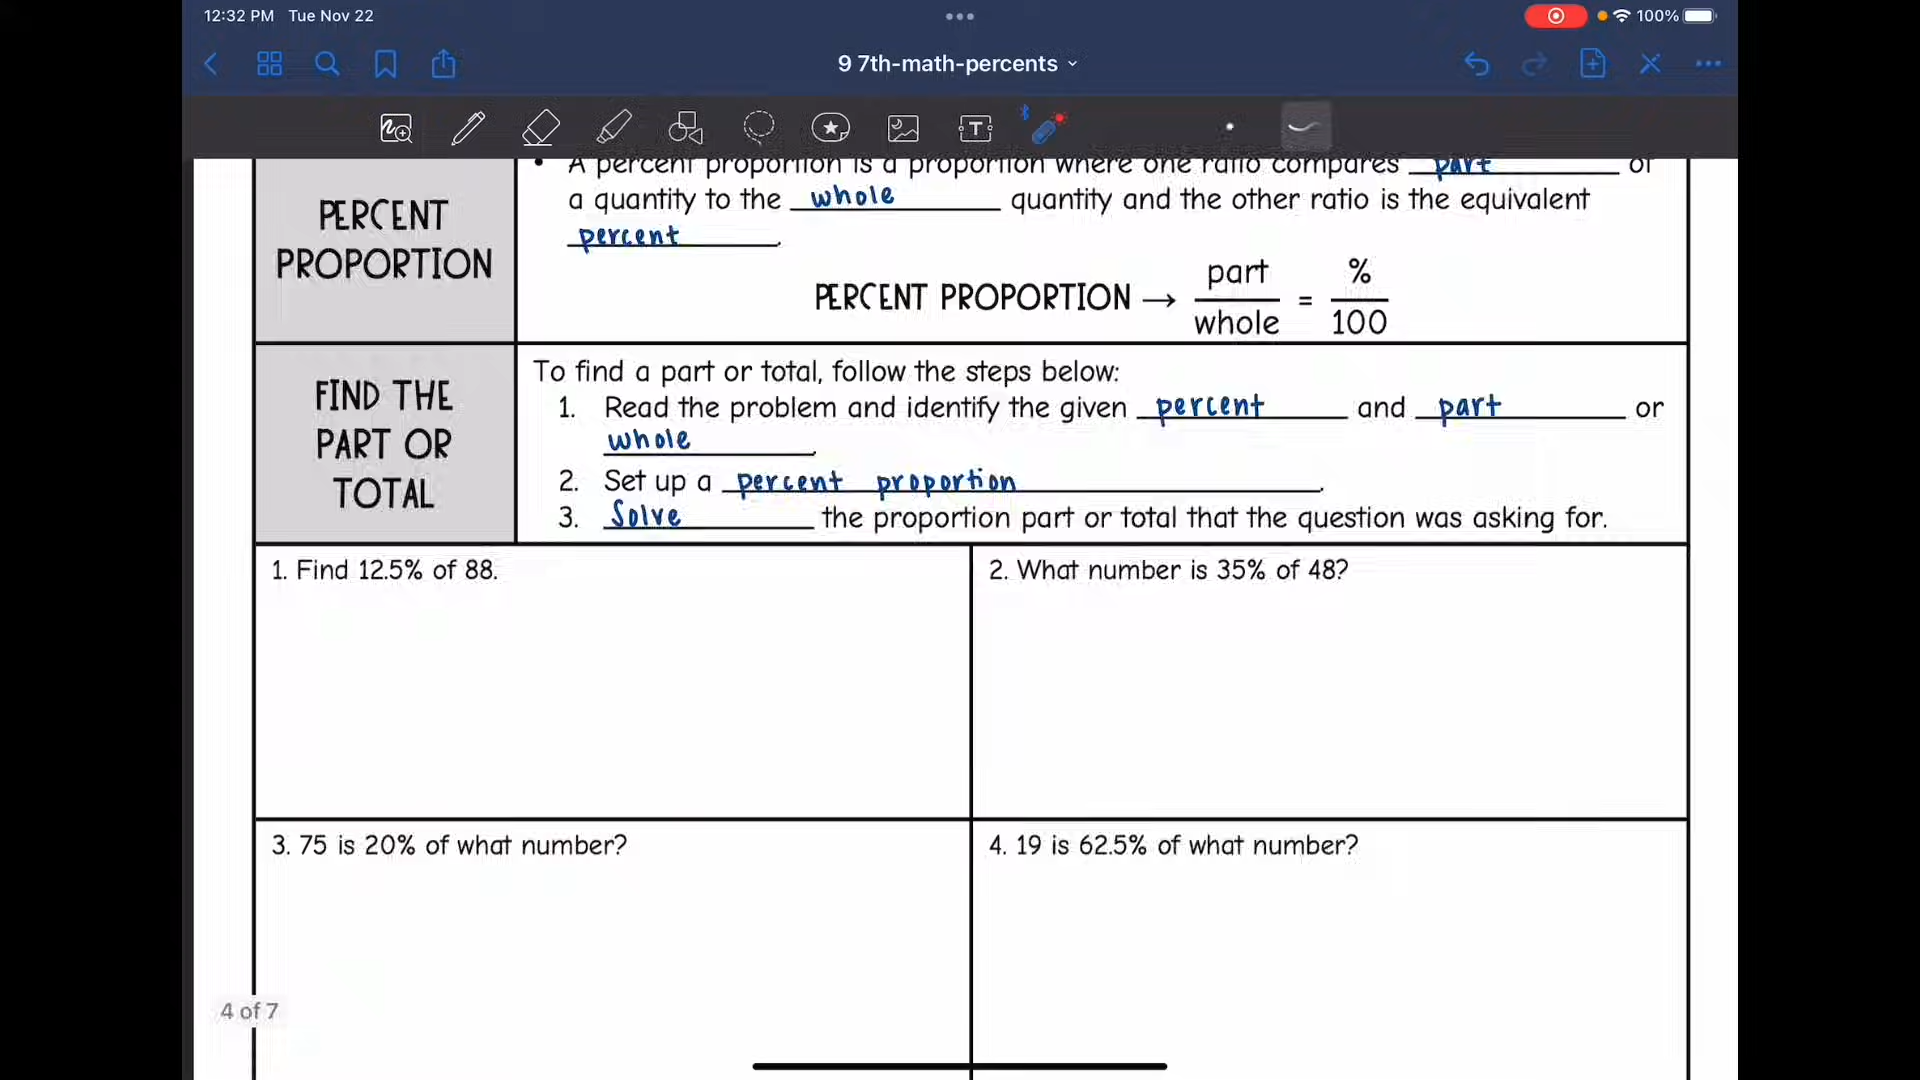 12:32 PM Tue Nov 22
100%
9 7th-math-percents
• A percent proportion is a proportion where one ratio compares part of
a quantity to the whole quantity and the other ratio is the equivalent
percent.
PERCENT
PROPORTION
PERCENT PROPORTION → part/whole = %/100
FIND THE
PART OR
TOTAL
To find a part or total, follow the steps below:
1. Read the problem and identify the given percent and part or
whole.
2. Set up a percent proportion.
3. Solve the proportion part or total that the question was asking for.
1. Find 12.5% of 88.
2. What number is 35% of 48?
3. 75 is 20% of what number?
4. 19 is 62.5% of what number?
4 of 7